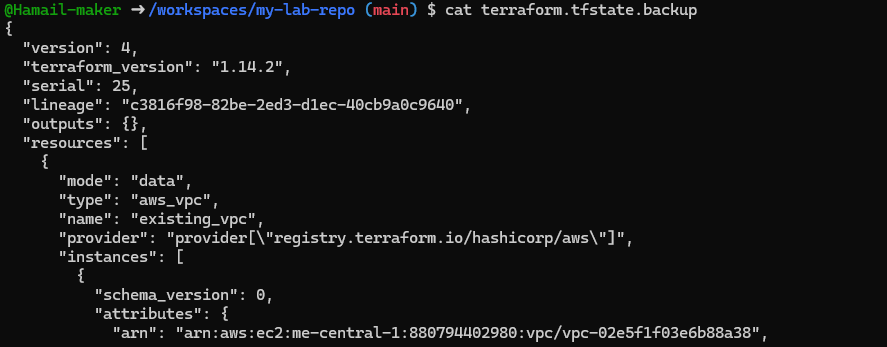 @Hamail-maker ➜/workspaces/my-lab-repo (main) $ cat terraform.tfstate.backup
{
  "version": 4,
  "terraform_version": "1.14.2",
  "serial": 25,
  "lineage": "c3816f98-82be-2ed3-d1ec-40cb9a0c9640",
  "outputs": {},
  "resources": [
    {
      "mode": "data",
      "type": "aws_vpc",
      "name": "existing_vpc",
      "provider": "provider[\"registry.terraform.io/hashicorp/aws\"]",
      "instances": [
        {
          "schema_version": 0,
          "attributes": {
            "arn": "arn:aws:ec2:me-central-1:880794402980:vpc/vpc-02e5f1f03e6b88a38",